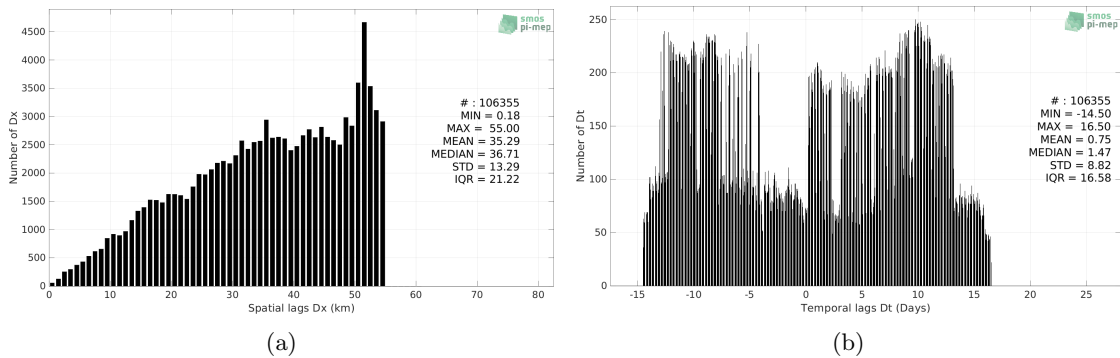 smos
pi-mep
4500
4000
3500
3000
2500
2000
1500
1000
500
0
Number of Dx
# : 106355
MIN = 0.18
MAX = 55.00
MEAN = 35.29
MEDIAN = 36.71
STD = 13.29
IQR = 21.22
0 10 20 30 40 50 60 70 80
Spatial lags Dx (km)
(a)
smos
pi-mep
250
200
150
100
50
0
Number of Dt
# : 106355
MIN = -14.50
MAX = 16.50
MEAN = 0.75
MEDIAN = 1.47
STD = 8.82
IQR = 16.58
-15 -10 -5 0 5 10 15 20 25
Temporal lags Dt (Days)
(b)